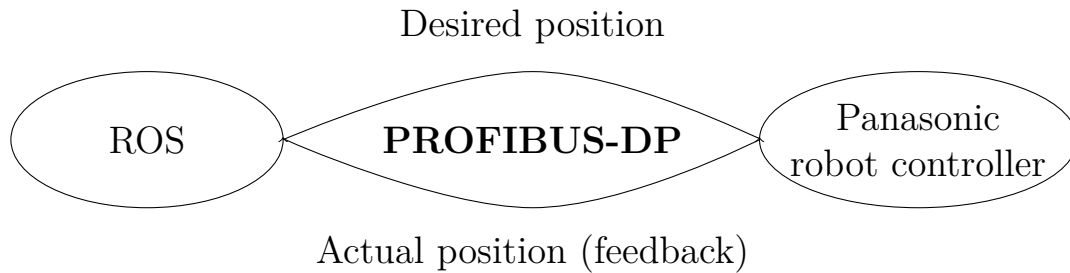 Desired position
ROS
PROFIBUS-DP
Panasonic
robot controller
Actual position (feedback)